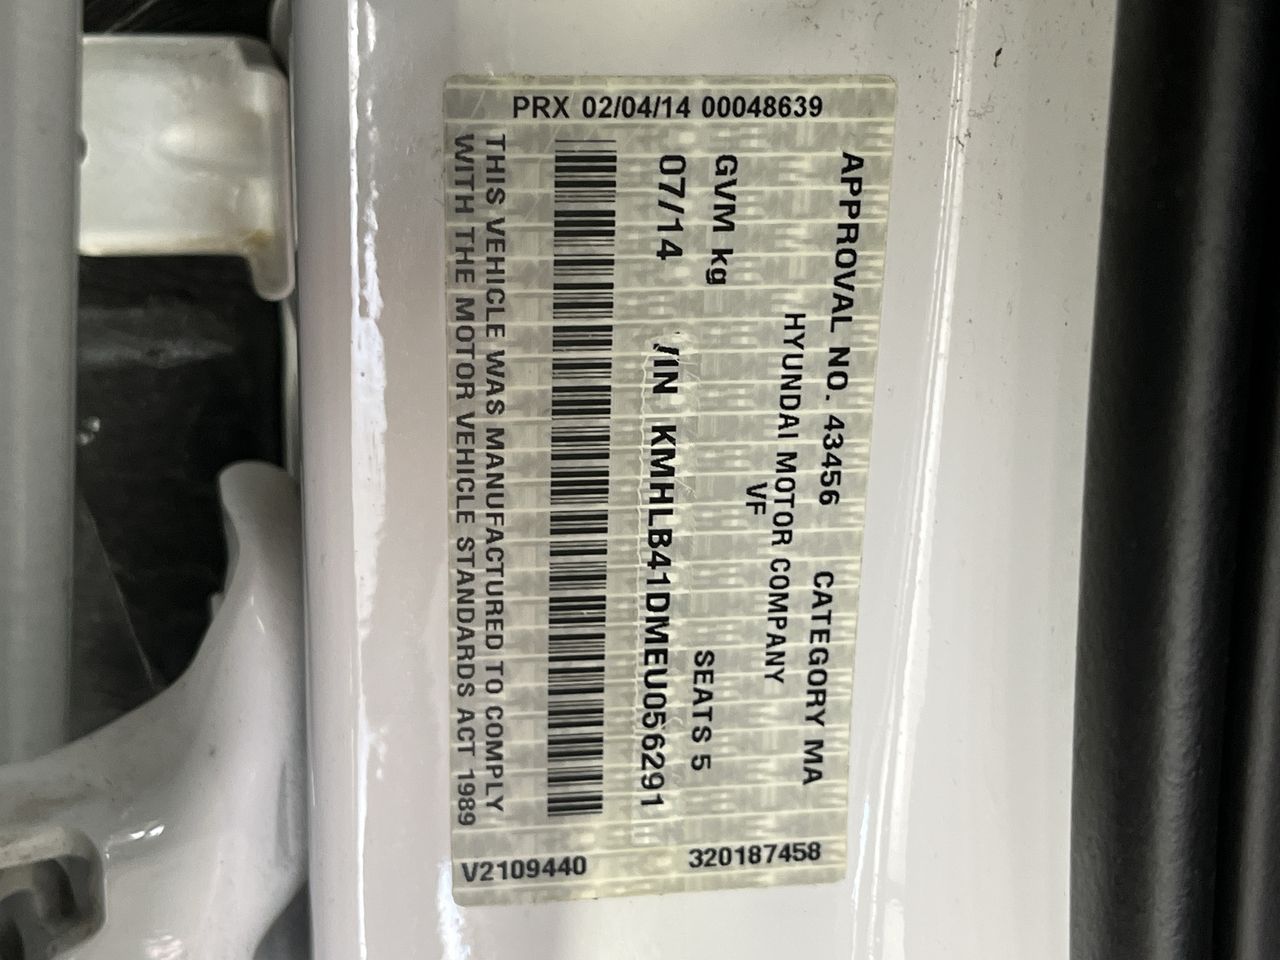 PRX 02/04/14 00048639
APPROVAL NO. 43456 CATEGORY MA
HYUNDAI MOTOR COMPANY
VF
GVM kg SEATS 5
07/14 VIN KMHLB41DMEU056291
THIS VEHICLE WAS MANUFACTURED TO COMPLY
WITH THE MOTOR VEHICLE STANDARDS ACT 1989
V2109440 320187458